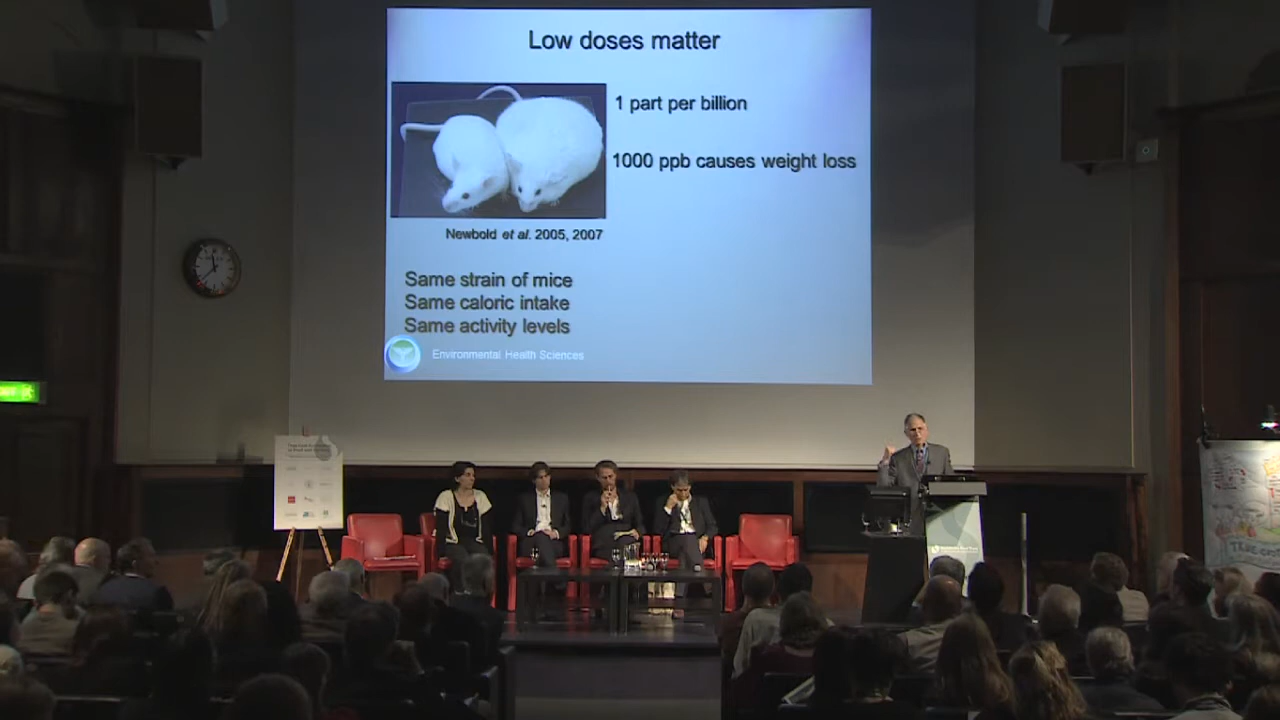 Low doses matter
1 part per billion
1000 ppb causes weight loss
Newbold et al. 2005, 2007
Same strain of mice
Same caloric intake
Same activity levels
Environmental Health Sciences